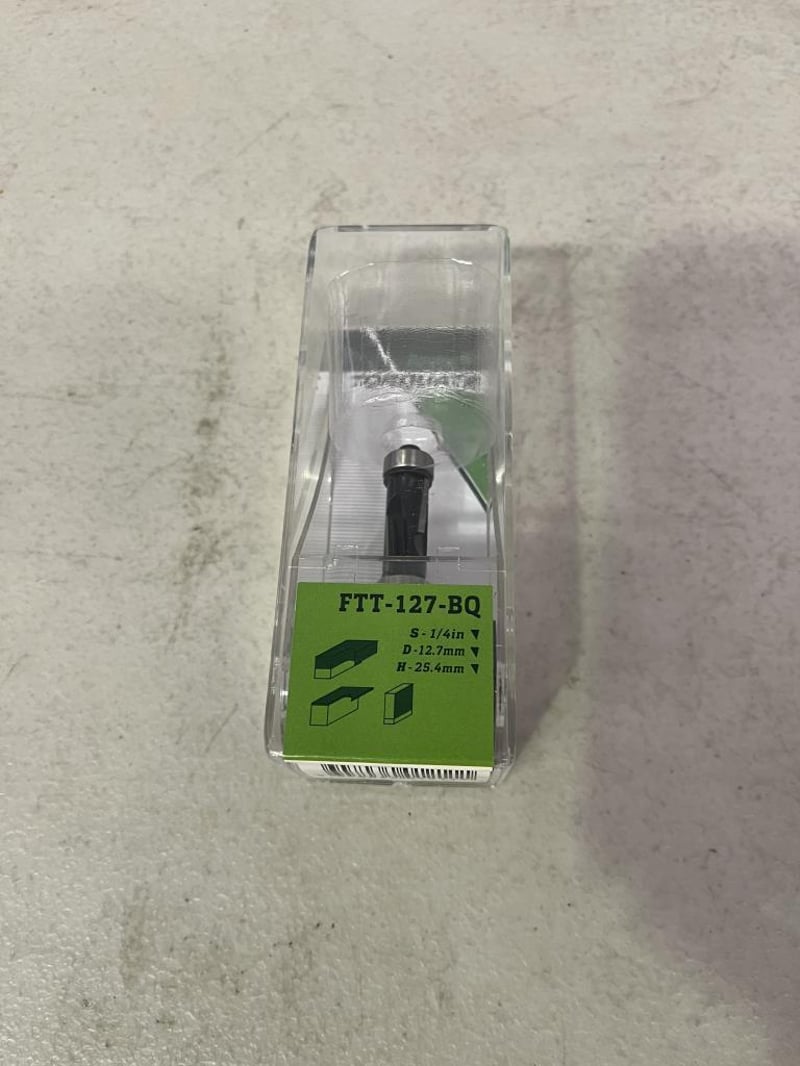 FTT-127-BQ
S - 1/4in
D - 12.7mm
H - 25.4mm